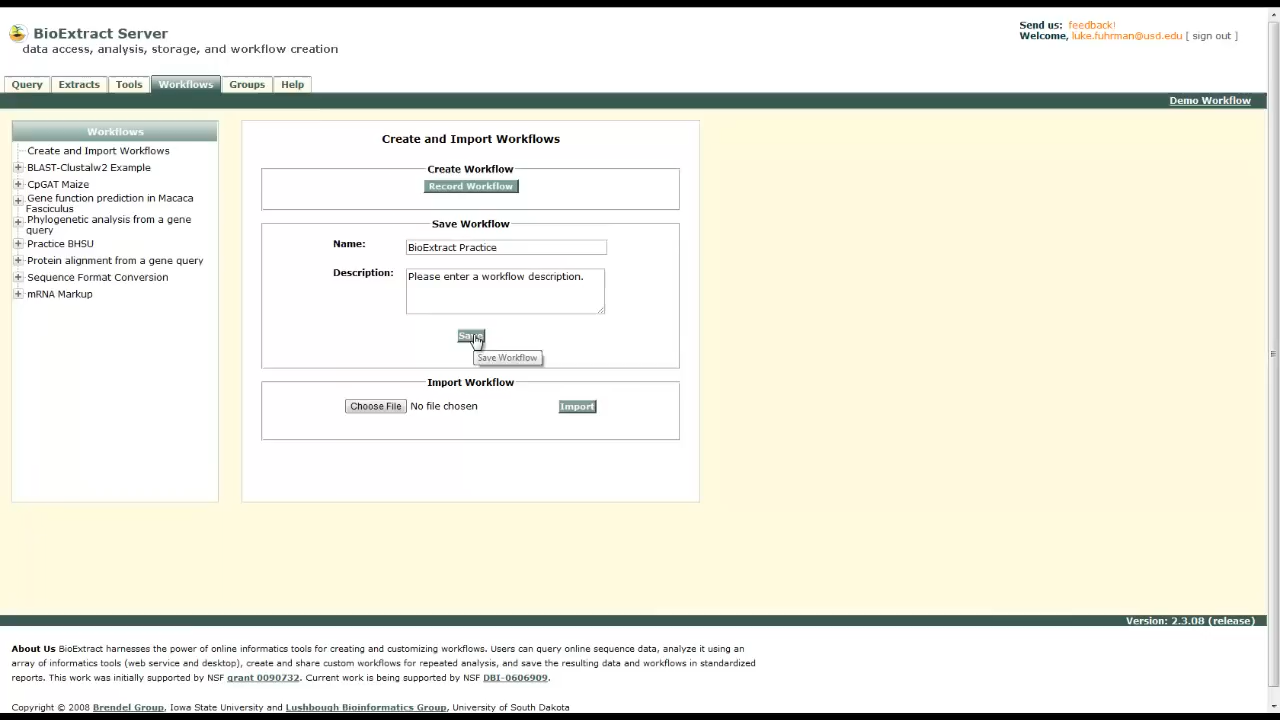 BioExtract Server
data access, analysis, storage, and workflow creation
Send us: feedback!
Welcome, luke.fuhrman@usd.edu [ sign out ]
Query Extracts Tools Workflows Groups Help
Demo Workflow
Workflows
Create and Import Workflows
BLAST-Clustalw2 Example
CpGAT Maize
Gene function prediction in Macaca
Fasciculus
Phylogenetic analysis from a gene
query
Practice BHSU
Protein alignment from a gene query
Sequence Format Conversion
mRNA Markup
Create and Import Workflows
Create Workflow
Record Workflow
Save Workflow
Name: BioExtract Practice
Description: Please enter a workflow description.
Save
Save Workflow
Import Workflow
Choose File No file chosen Import
Version: 2.3.08 (release)
About Us BioExtract harnesses the power of online informatics tools for creating and customizing workflows. Users can query online sequence data, analyze it using an
array of informatics tools (web service and desktop), create and share custom workflows for repeated analysis, and save the resulting data and workflows in standardized
reports. This work was initially supported by NSF grant 0090732. Current work is being supported by NSF DBI-0606909.
Copyright © 2008 Brendel Group, Iowa State University and Lushbough Bioinformatics Group, University of South Dakota